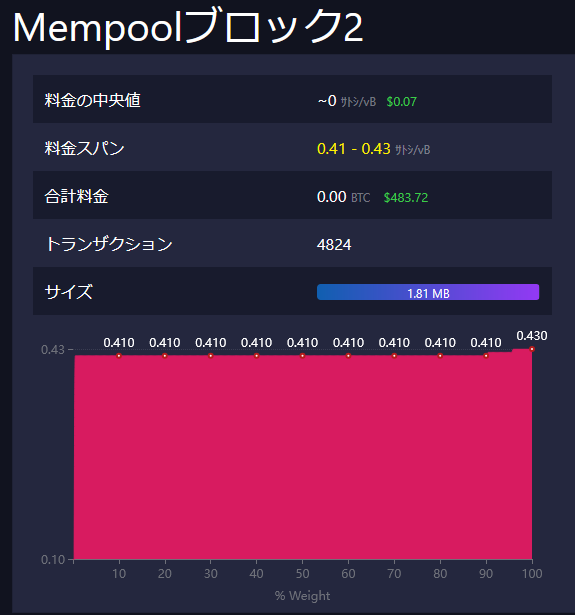 Mempoolブロック2
料金の中央値 ~0 ｻﾄｼ/vB $0.07
料金スパン 0.41 - 0.43 ｻﾄｼ/vB
合計料金 0.00 BTC $483.72
トランザクション 4824
サイズ 1.81 MB
0.430
0.410 0.410 0.410 0.410 0.410 0.410 0.410 0.410 0.410
0.43
0.10
10 20 30 40 50 60 70 80 90 100
% Weight